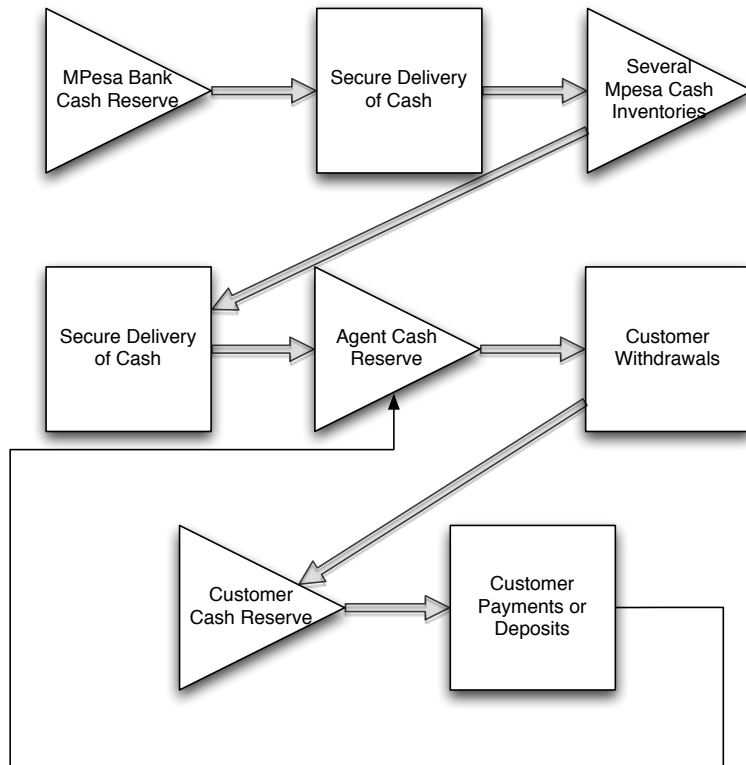 MPesa Bank
Cash Reserve
Secure Delivery
of Cash
Several
Mpesa Cash
Inventories
Secure Delivery
of Cash
Agent Cash
Reserve
Customer
Withdrawals
Customer
Cash Reserve
Customer
Payments or
Deposits